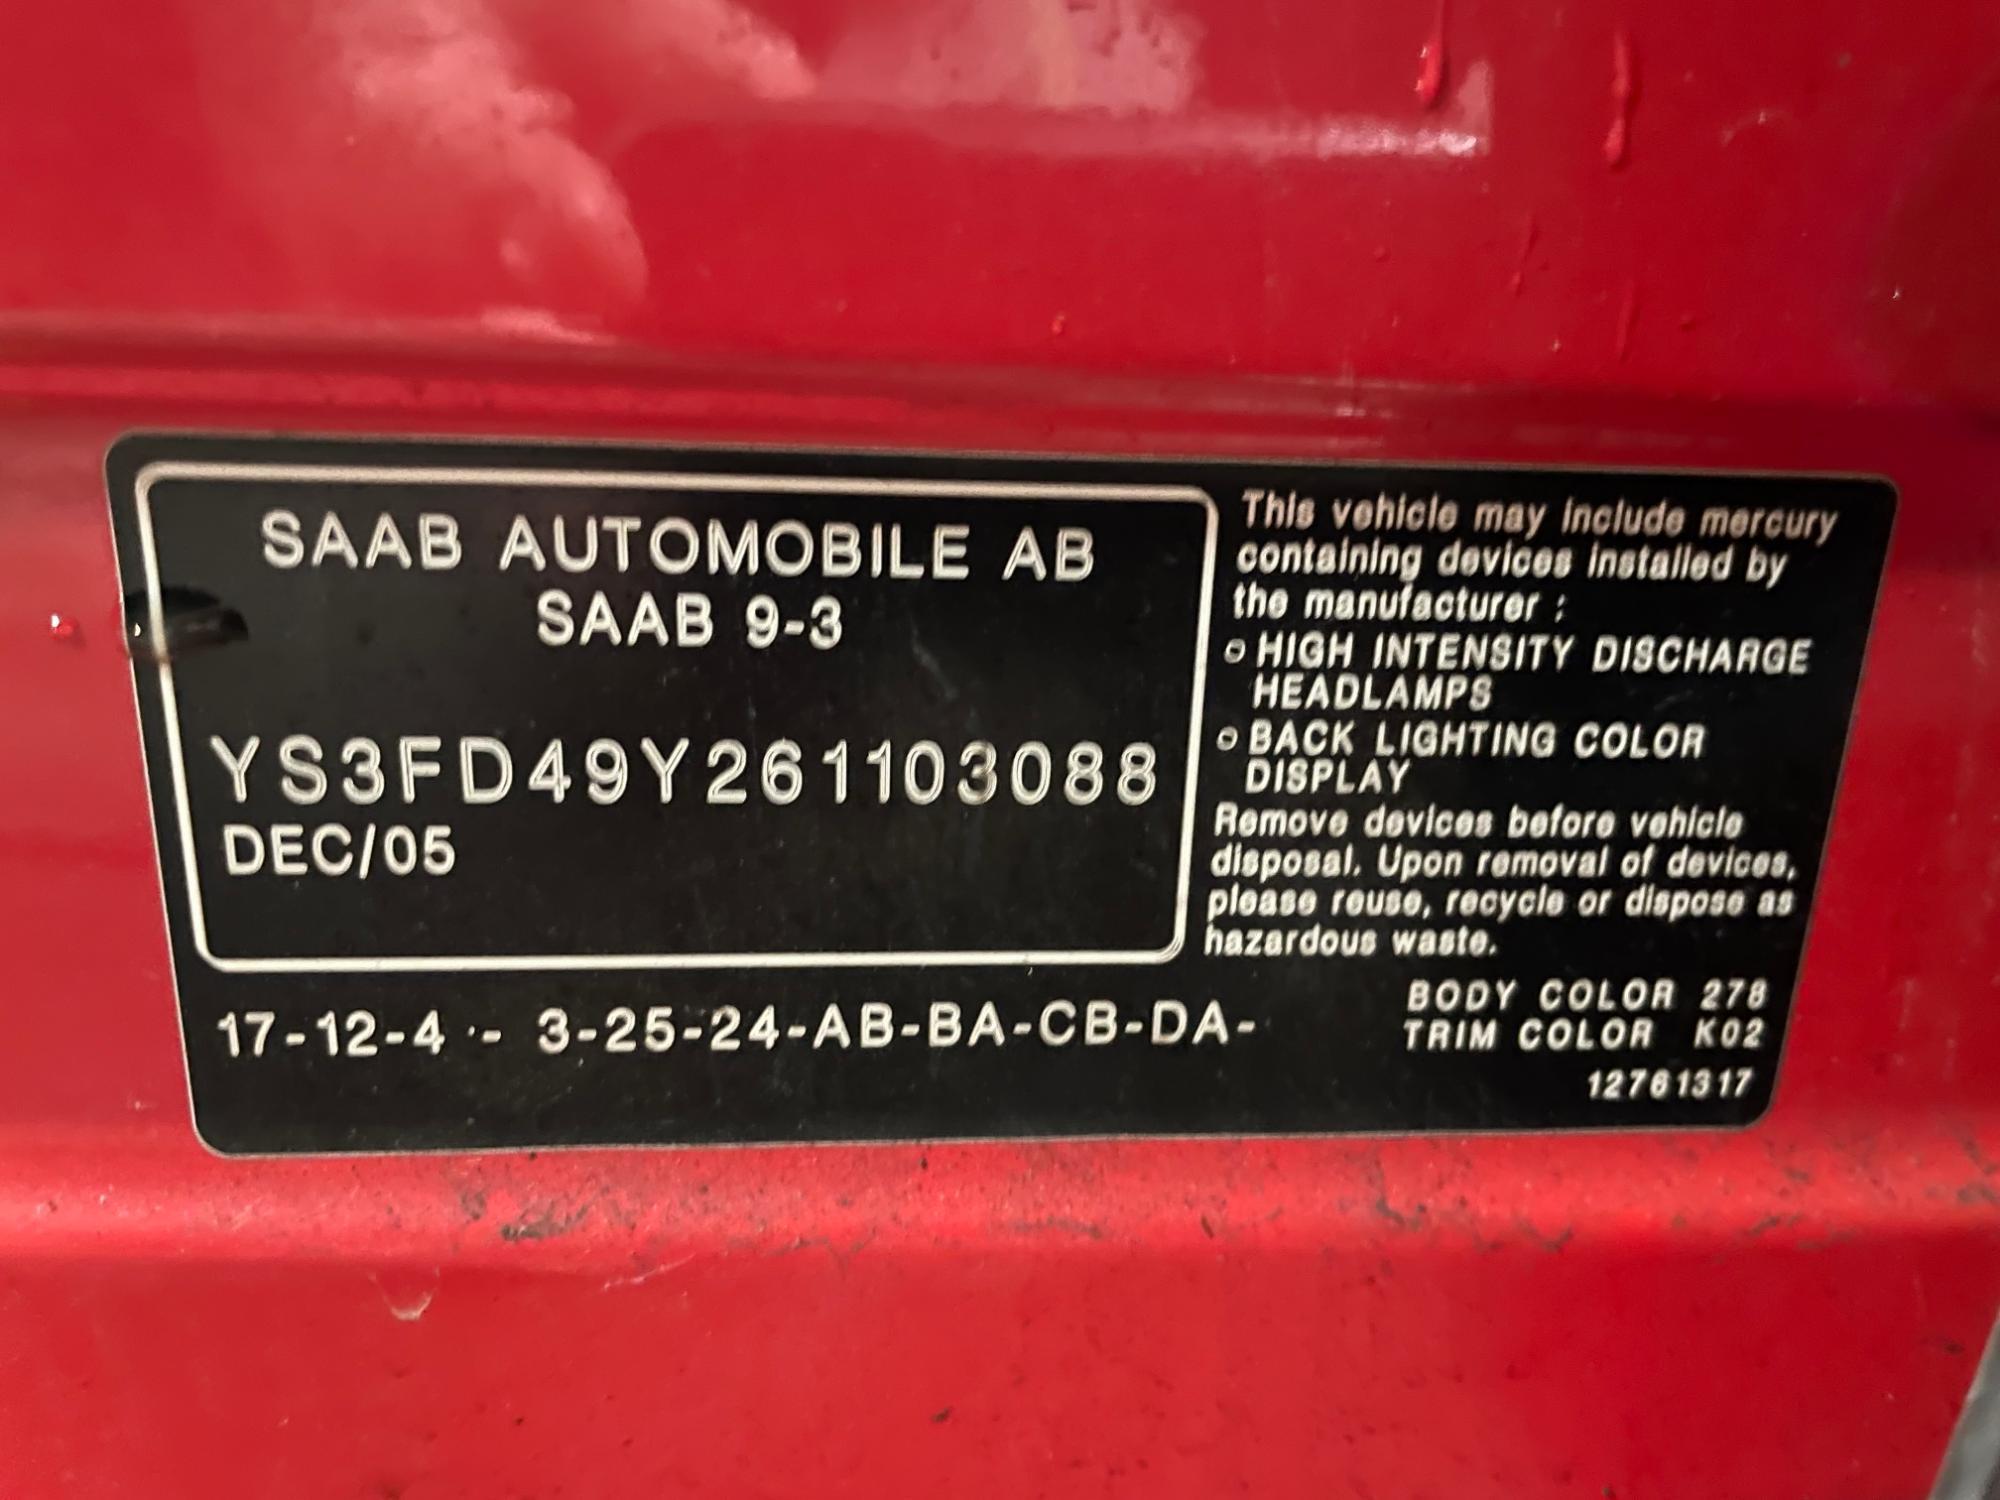 SAAB AUTOMOBILE AB
SAAB 9-3
YS3FD49Y261103088
DEC/05
17-12-4 - 3-25-24-AB-BA-CB-DA-
This vehicle may include mercury
containing devices installed by
the manufacturer :
o HIGH INTENSITY DISCHARGE
HEADLAMPS
o BACK LIGHTING COLOR
DISPLAY
Remove devices before vehicle
disposal. Upon removal of devices,
please reuse, recycle or dispose as
hazardous waste.
BODY COLOR 278
TRIM COLOR K02
12761317